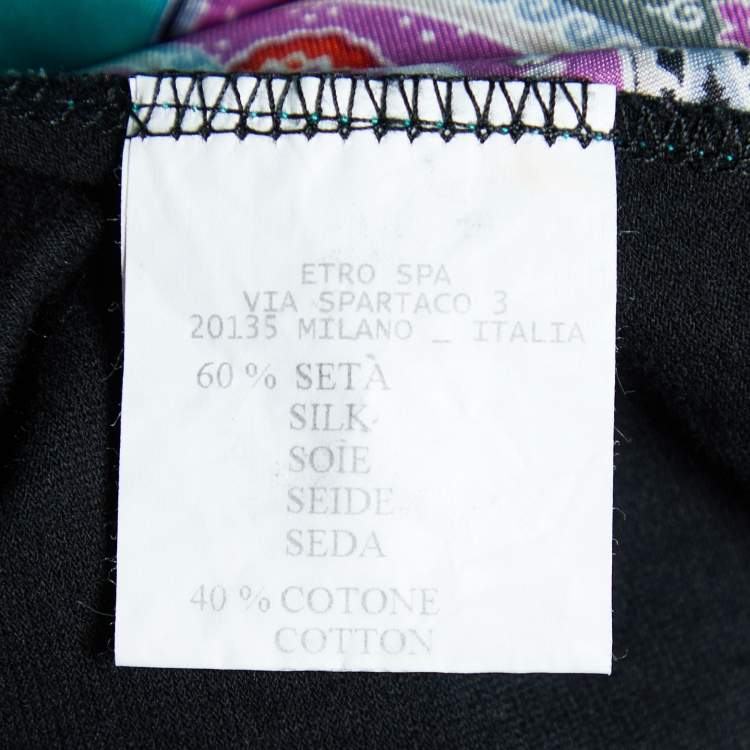 ETRO SPA
VIA SPARTACO 3
20135 MILANO _ ITALIA
60 % SETÀ
SILK
SOIE
SEIDE
SEDA
40 % COTONE
COTTON